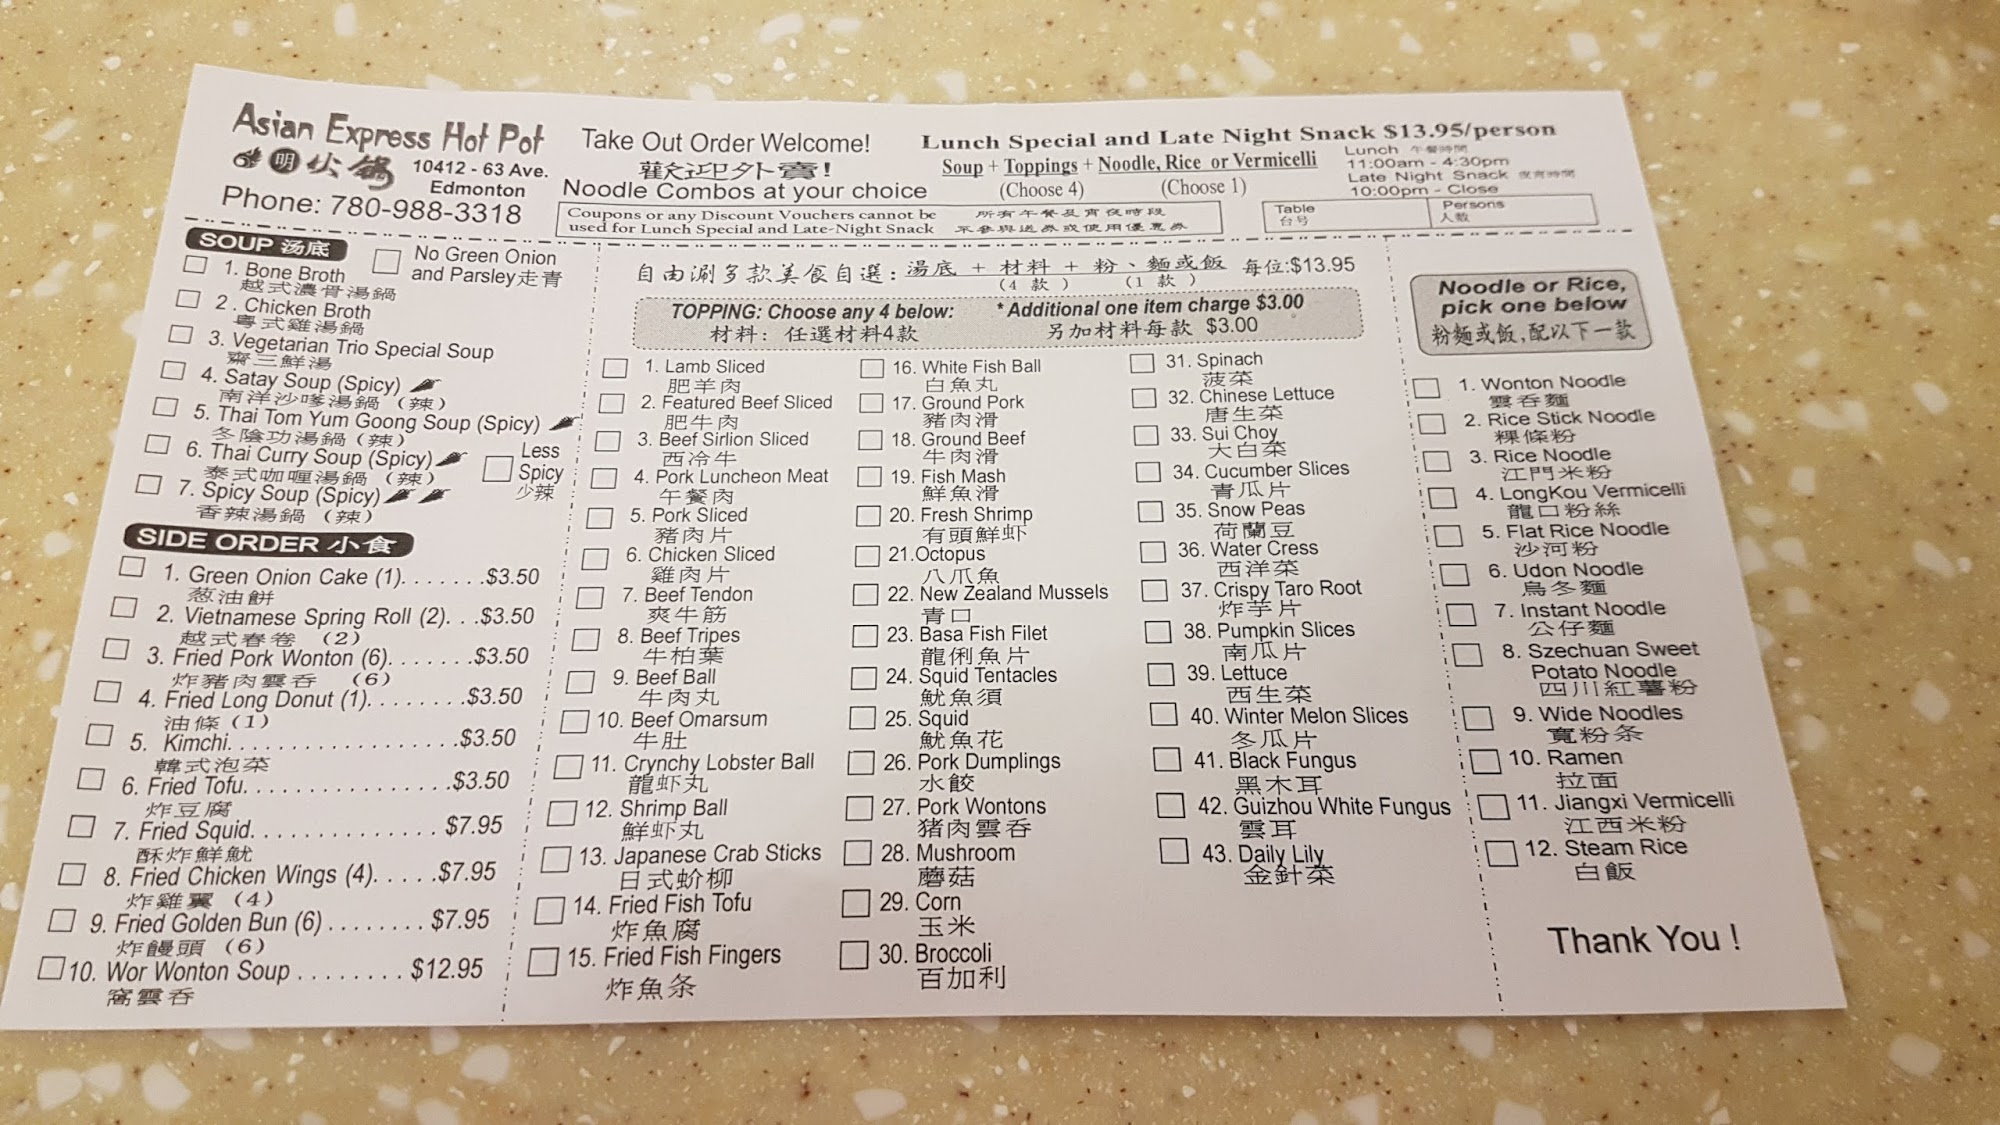 Asian Express Hot Pot
明火鍋
10412 - 63 Ave.
Edmonton
Phone: 780-988-3318
Take Out Order Welcome!
歡迎外賣!
Noodle Combos at your choice
Lunch Special and Late Night Snack $13.95/person
Soup + Toppings + Noodle, Rice or Vermicelli
(Choose 4) (Choose 1)
Lunch 午餐時間
11:00am - 4:30pm
Late Night Snack 夜宵時間
10:00pm - Close
Coupons or any Discount Vouchers cannot be
used for Lunch Special and Late-Night Snack
所有午餐及宵夜時段
不參與送券或使用優惠券
Table
台号
Persons
人數
SOUP 汤底
No Green Onion
and Parsley走青
1. Bone Broth
越式濃骨湯鍋
2. Chicken Broth
粵式雞湯鍋
3. Vegetarian Trio Special Soup
齋三鮮湯
4. Satay Soup (Spicy)
南洋沙嗲湯鍋 (辣)
5. Thai Tom Yum Goong Soup (Spicy)
冬陰功湯鍋 (辣)
6. Thai Curry Soup (Spicy)
泰式咖喱湯鍋 (辣)
7. Spicy Soup (Spicy)
香辣湯鍋 (辣)
Less
Spicy
少辣
SIDE ORDER 小食
1. Green Onion Cake (1).......$3.50
葱油餅
2. Vietnamese Spring Roll (2)...$3.50
越式春卷 (2)
3. Fried Pork Wonton (6).......$3.50
炸豬肉雲吞 (6)
4. Fried Long Donut (1)........$3.50
油條 (1)
5. Kimchi....................$3.50
韓式泡菜
6. Fried Tofu..................$3.50
炸豆腐
7. Fried Squid...............$7.95
酥炸鮮魷
8. Fried Chicken Wings (4).....$7.95
炸雞翼 (4)
9. Fried Golden Bun (6)........$7.95
炸饅頭 (6)
10. Wor Wonton Soup........$12.95
窩雲吞
自由涮多款美食自選：湯底 + 材料 + 粉、麵或飯 每位:$13.95
(4 款) (1 款)
TOPPING: Choose any 4 below: * Additional one item charge $3.00
材料： 任選材料4款 另加材料每款 $3.00
1. Lamb Sliced
肥羊肉
2. Featured Beef Sliced
肥牛肉
3. Beef Sirlion Sliced
西冷牛
4. Pork Luncheon Meat
午餐肉
5. Pork Sliced
豬肉片
6. Chicken Sliced
雞肉片
7. Beef Tendon
爽牛筋
8. Beef Tripes
牛柏葉
9. Beef Ball
牛肉丸
10. Beef Omarsum
牛肚
11. Crynchy Lobster Ball
龍虾丸
12. Shrimp Ball
鮮虾丸
13. Japanese Crab Sticks
日式蚧柳
14. Fried Fish Tofu
炸魚腐
15. Fried Fish Fingers
炸魚条
16. White Fish Ball
白魚丸
17. Ground Pork
豬肉滑
18. Ground Beef
牛肉滑
19. Fish Mash
鮮魚滑
20. Fresh Shrimp
有頭鮮虾
21.Octopus
八爪魚
22. New Zealand Mussels
青口
23. Basa Fish Filet
龍俐魚片
24. Squid Tentacles
魷魚須
25. Squid
魷魚花
26. Pork Dumplings
水餃
27. Pork Wontons
猪肉雲吞
28. Mushroom
蘑菇
29. Corn
玉米
30. Broccoli
百加利
31. Spinach
菠菜
32. Chinese Lettuce
唐生菜
33. Sui Choy
大白菜
34. Cucumber Slices
青瓜片
35. Snow Peas
荷蘭豆
36. Water Cress
西洋菜
37. Crispy Taro Root
炸芋片
38. Pumpkin Slices
南瓜片
39. Lettuce
西生菜
40. Winter Melon Slices
冬瓜片
41. Black Fungus
黑木耳
42. Guizhou White Fungus
雲耳
43. Daily Lily
金針菜
Noodle or Rice,
pick one below
粉麵或飯,配以下一款
1. Wonton Noodle
雲吞麵
2. Rice Stick Noodle
粿條粉
3. Rice Noodle
江門米粉
4. LongKou Vermicelli
龍口粉絲
5. Flat Rice Noodle
沙河粉
6. Udon Noodle
烏冬麵
7. Instant Noodle
公仔麵
8. Szechuan Sweet
Potato Noodle
四川紅薯粉
9. Wide Noodles
寬粉条
10. Ramen
拉面
11. Jiangxi Vermicelli
江西米粉
12. Steam Rice
白飯
Thank You !